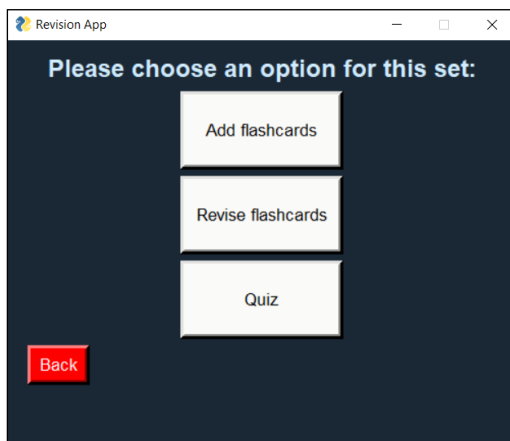 Revision App
Please choose an option for this set:
Add flashcards
Revise flashcards
Quiz
Back